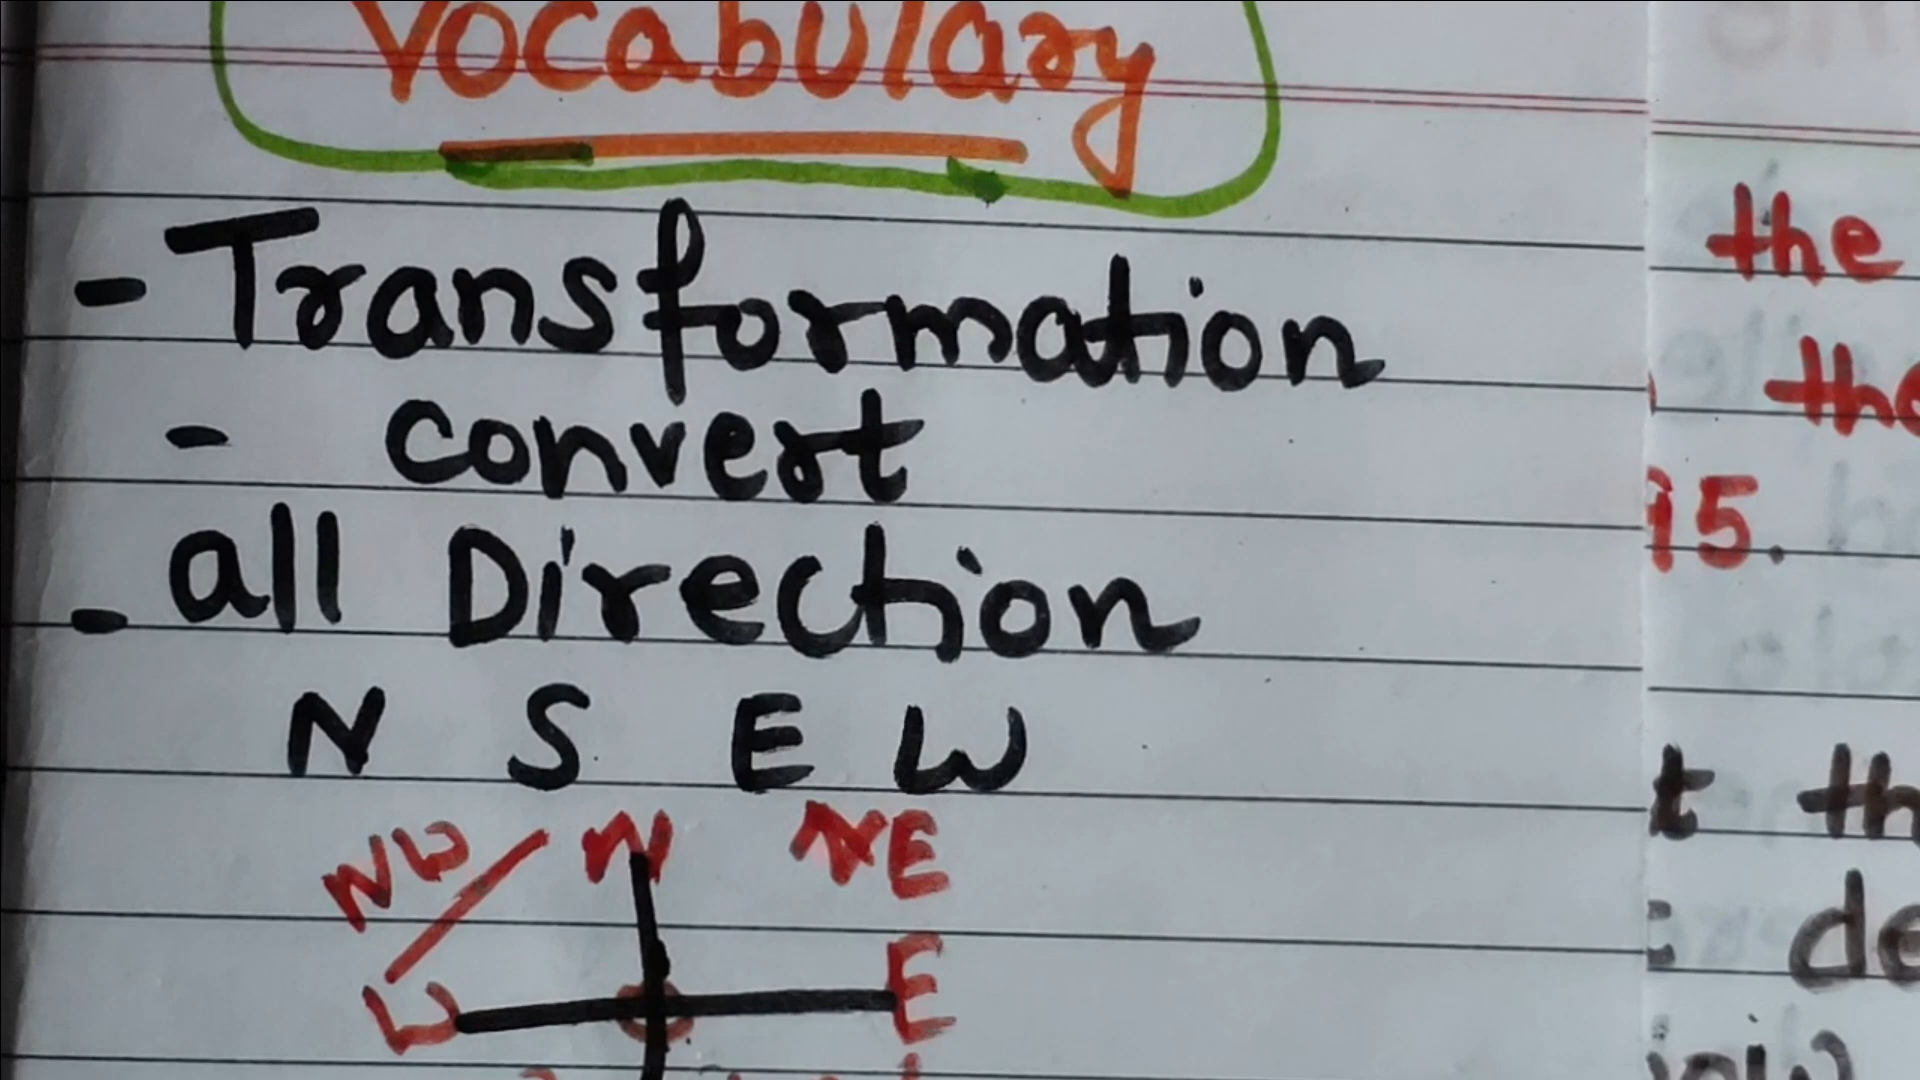 Vocabulary
- Transformation
- convert
- all Direction
N S E W
NW N NE
W E
the
the
15.
t th
de